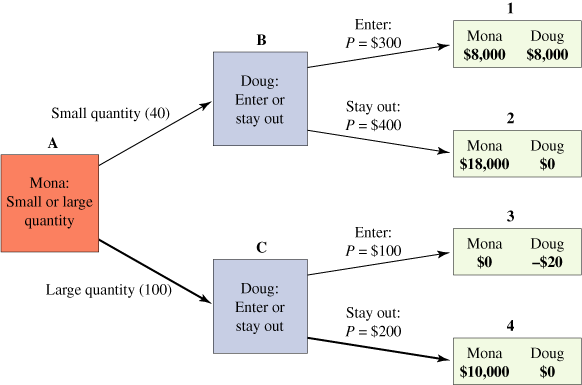 1
Enter:
P = $300
Mona Doug
$8,000 $8,000
B
Doug:
Enter or
stay out
Small quantity (40)
Stay out:
P = $400
2
Mona Doug
$18,000 $0
A
Mona:
Small or large
quantity
3
Enter:
P = $100
Mona Doug
$0 –$20
C
Doug:
Enter or
stay out
Large quantity (100)
Stay out:
P = $200
4
Mona Doug
$10,000 $0